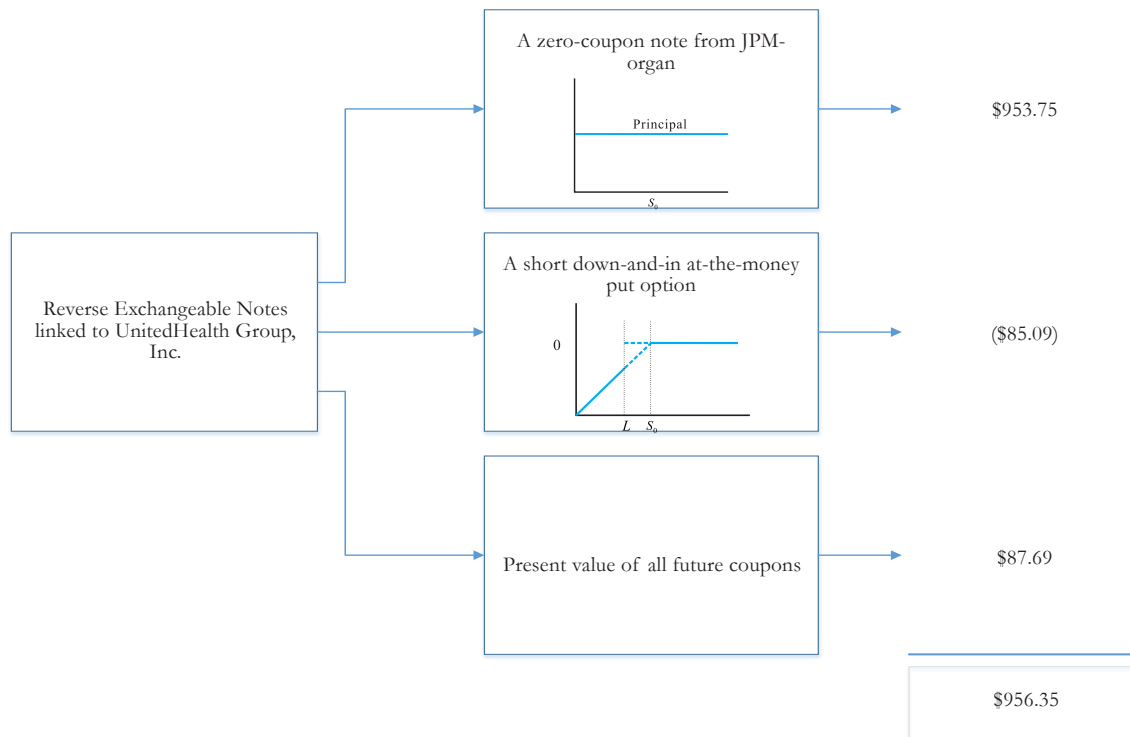 A zero-coupon note from JPM-
organ
Principal
S₀
$953.75
Reverse Exchangeable Notes
linked to UnitedHealth Group,
Inc.
A short down-and-in at-the-money
put option
0
L S₀
($85.09)
Present value of all future coupons
$87.69
$956.35